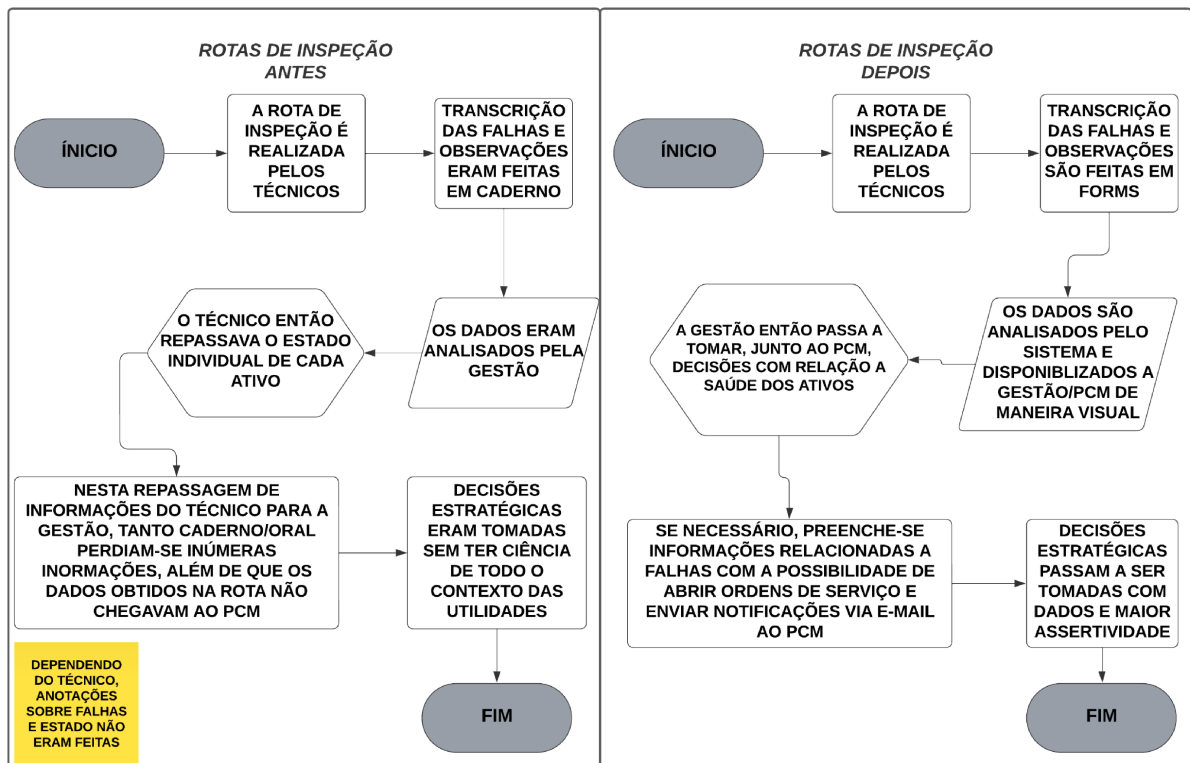 ROTAS DE INSPEÇÃO
ANTES
ÍNICIO
A ROTA DE
INSPEÇÃO É
REALIZADA
PELOS
TÉCNICOS
TRANSCRIÇÃO
DAS FALHAS E
OBSERVAÇÕES
ERAM FEITAS
EM CADERNO
OS DADOS ERAM
ANALISADOS PELA
GESTÃO
O TÉCNICO ENTÃO
REPASSAVA O ESTADO
INDIVIDUAL DE CADA
ATIVO
NESTA REPASSAGEM DE
INFORMAÇÕES DO TÉCNICO PARA A
GESTÃO, TANTO CADERNO/ORAL
PERDIAM-SE INÚMERAS
INORMAÇÕES, ALÉM DE QUE OS
DADOS OBTIDOS NA ROTA NÃO
CHEGAVAM AO PCM
DECISÕES
ESTRATÉGICAS
ERAM TOMADAS
SEM TER CIÊNCIA
DE TODO O
CONTEXTO DAS
UTILIDADES
DEPENDENDO
DO TÉCNICO,
ANOTAÇÕES
SOBRE FALHAS
E ESTADO NÃO
ERAM FEITAS
FIM
ROTAS DE INSPEÇÃO
DEPOIS
ÍNICIO
A ROTA DE
INSPEÇÃO É
REALIZADA
PELOS
TÉCNICOS
TRANSCRIÇÃO
DAS FALHAS E
OBSERVAÇÕES
SÃO FEITAS EM
FORMS
OS DADOS SÃO
ANALISADOS PELO
SISTEMA E
DISPONIBLIZADOS A
GESTÃO/PCM DE
MANEIRA VISUAL
A GESTÃO ENTÃO PASSA A
TOMAR, JUNTO AO PCM,
DECISÕES COM RELAÇÃO A
SAÚDE DOS ATIVOS
SE NECESSÁRIO, PREENCHE-SE
INFORMAÇÕES RELACIONADAS A
FALHAS COM A POSSIBILIDADE DE
ABRIR ORDENS DE SERVIÇO E
ENVIAR NOTIFICAÇÕES VIA E-MAIL
AO PCM
DECISÕES
ESTRATÉGICAS
PASSAM A SER
TOMADAS COM
DADOS E MAIOR
ASSERTIVIDADE
FIM